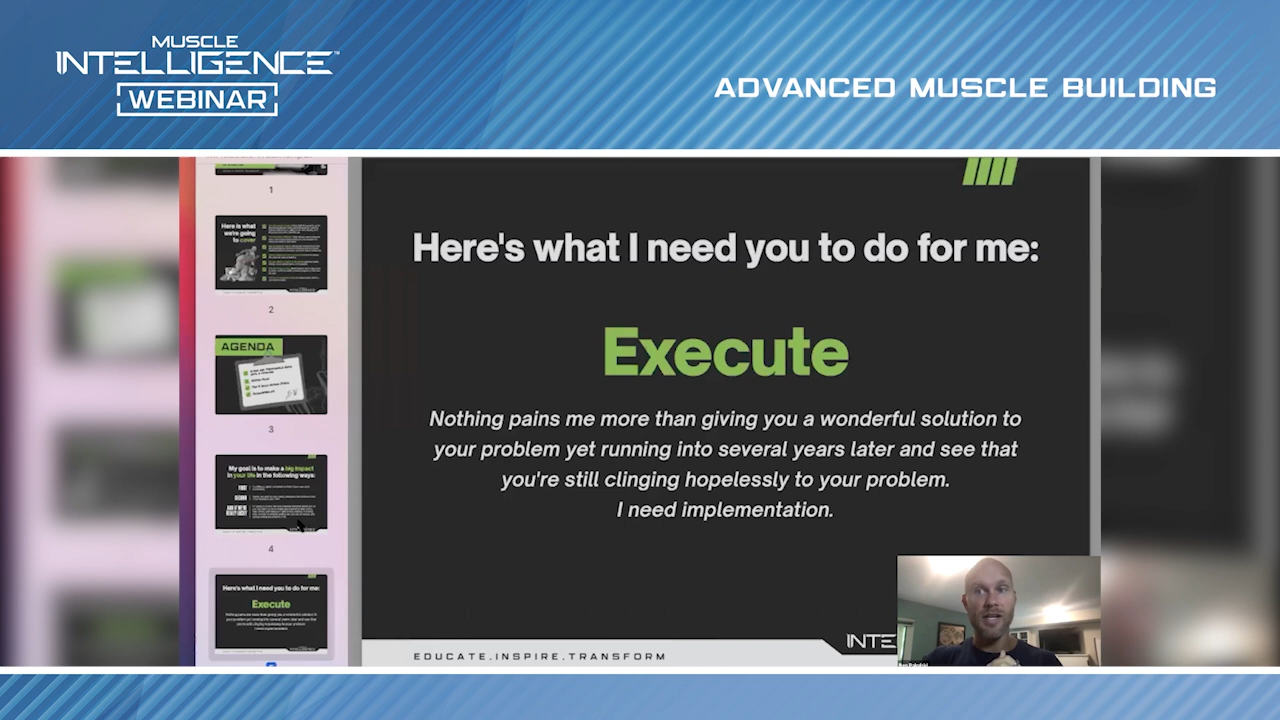 MUSCLE
INTELLIGENCE™
WEBINAR
ADVANCED MUSCLE BUILDING
1
Here is what
we're going
to cover
2
AGENDA
3
My goal is to make a big impact
in your life in the following ways:
FIRST
SECOND
4
Here's what I need you to do for me:
Execute
Here's what I need you to do for me:
Execute
Nothing pains me more than giving you a wonderful solution to
your problem yet running into several years later and see that
you're still clinging hopelessly to your problem.
I need implementation.
EDUCATE.INSPIRE.TRANSFORM
INTE